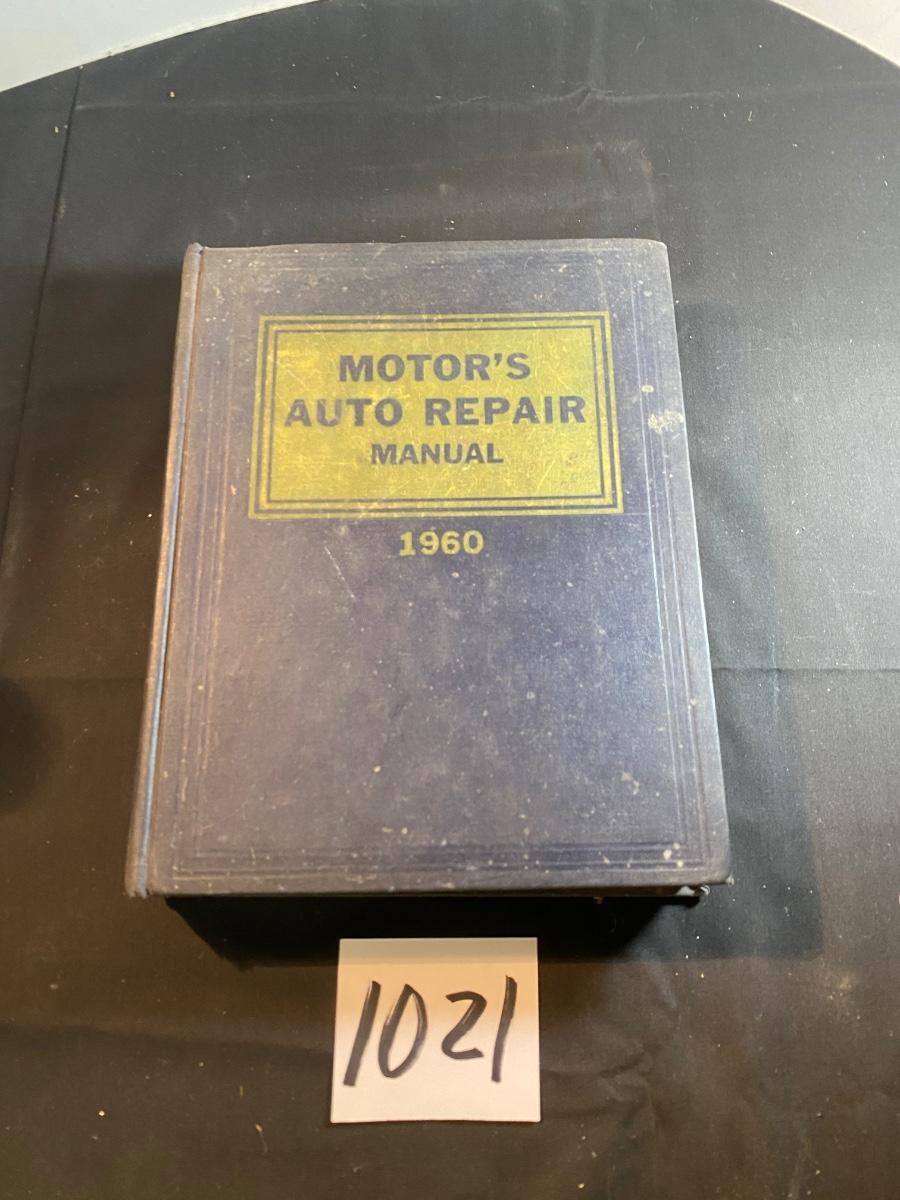 MOTOR'S
AUTO REPAIR
MANUAL
1960
1021